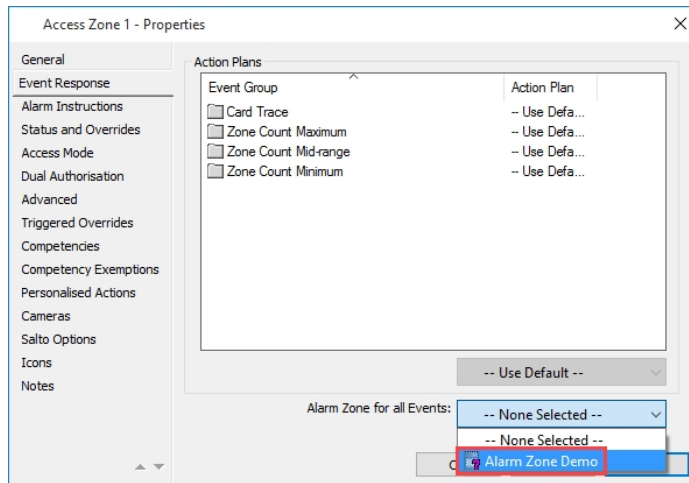 Access Zone 1 - Properties
General
Event Response
Alarm Instructions
Status and Overrides
Access Mode
Dual Authorisation
Advanced
Triggered Overrides
Competencies
Competency Exemptions
Personalised Actions
Cameras
Salto Options
Icons
Notes
Action Plans
Event Group Action Plan
Card Trace -- Use Defa...
Zone Count Maximum -- Use Defa...
Zone Count Mid-range -- Use Defa...
Zone Count Minimum -- Use Defa...
-- Use Default --
Alarm Zone for all Events: -- None Selected --
-- None Selected --
Alarm Zone Demo